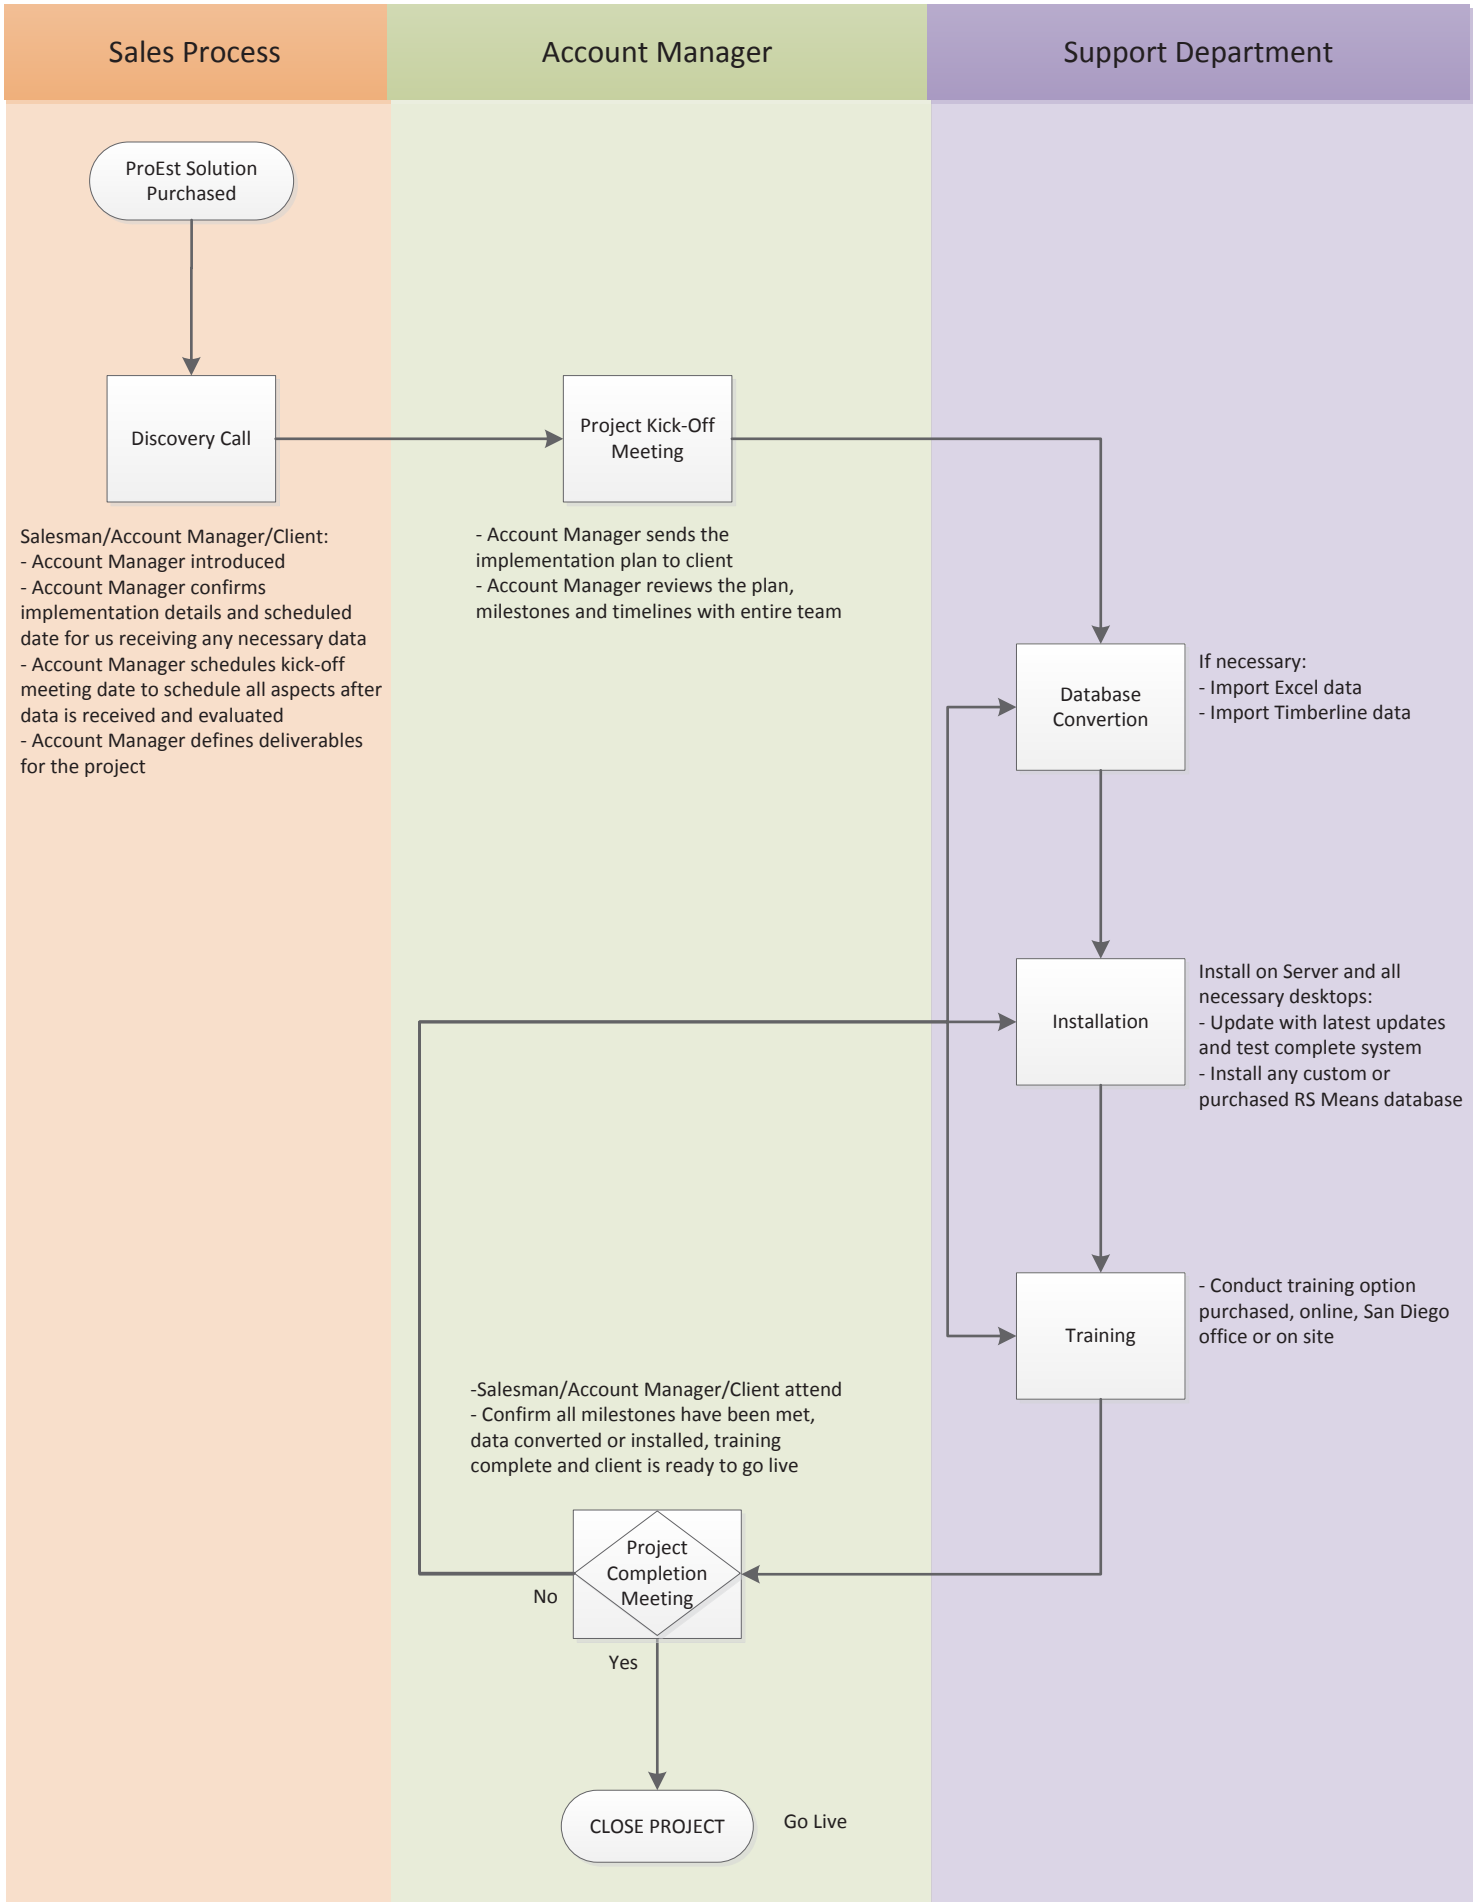 Sales Process
Account Manager
Support Department
ProEst Solution
Purchased
Discovery Call
Project Kick-Off
Meeting
Salesman/Account Manager/Client:
- Account Manager introduced
- Account Manager confirms
implementation details and scheduled
date for us receiving any necessary data
- Account Manager schedules kick-off
meeting date to schedule all aspects after
data is received and evaluated
- Account Manager defines deliverables
for the project
- Account Manager sends the
implementation plan to client
- Account Manager reviews the plan,
milestones and timelines with entire team
Database
Convertion
If necessary:
- Import Excel data
- Import Timberline data
Installation
Install on Server and all
necessary desktops:
- Update with latest updates
and test complete system
- Install any custom or
purchased RS Means database
Training
- Conduct training option
purchased, online, San Diego
office or on site
-Salesman/Account Manager/Client attend
- Confirm all milestones have been met,
data converted or installed, training
complete and client is ready to go live
Project
Completion
Meeting
No
Yes
CLOSE PROJECT
Go Live